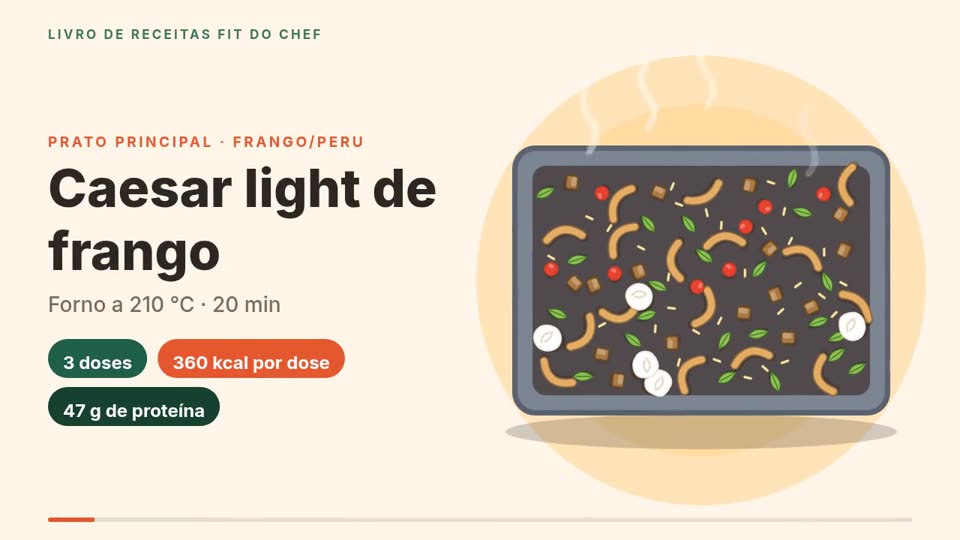 LIVRO DE RECEITAS FIT DO CHEF
PRATO PRINCIPAL · FRANGO/PERU
Caesar light de
frango
Forno a 210 °C · 20 min
3 doses
360 kcal por dose
47 g de proteína